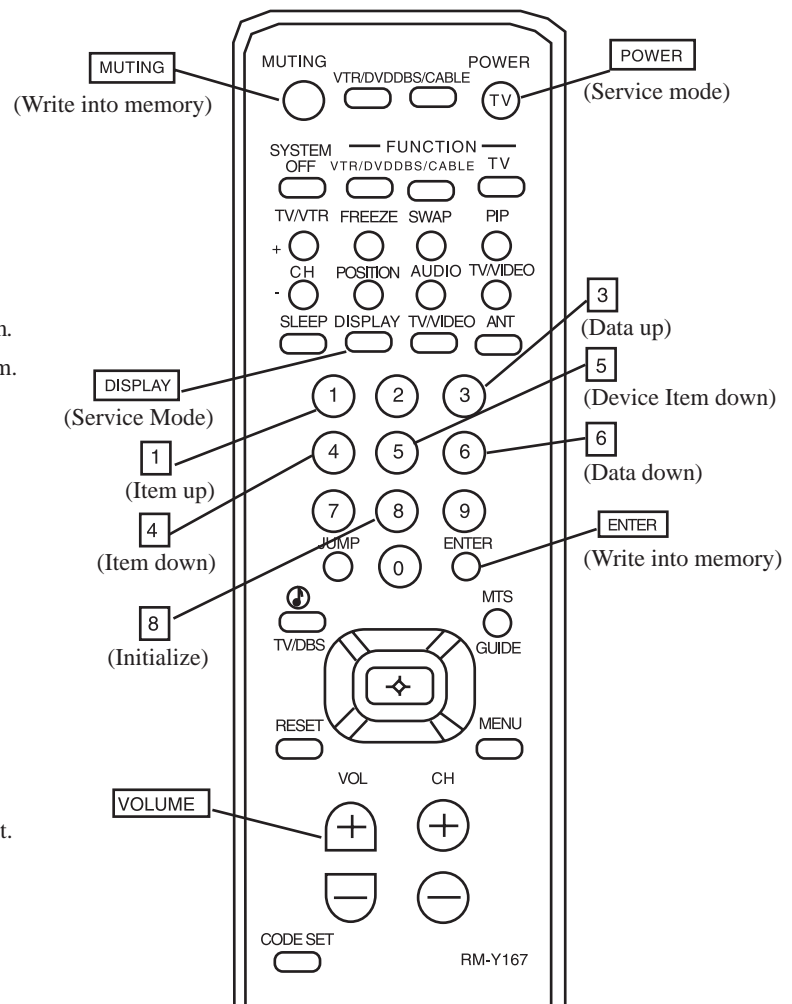 MUTING
(Write into memory)
POWER
(Service mode)
MUTING
VTR/DVD
DBS/CABLE
POWER
TV
FUNCTION
SYSTEM
OFF
VTR/DVD
DBS/CABLE
TV
TV/VTR
FREEZE
SWAP
PIP
+
CH
POSITION
AUDIO
TV/VIDEO
-
SLEEP
DISPLAY
TV/VIDEO
ANT
3
(Data up)
DISPLAY
(Service Mode)
5
(Device Item down)
1
2
3
1
(Item up)
4
5
6
6
(Data down)
4
(Item down)
7
8
9
JUMP
0
ENTER
ENTER
(Write into memory)
8
(Initialize)
TV/DBS
MTS
GUIDE
RESET
MENU
VOL
CH
VOLUME
+
+
t.
—
—
CODE SET
RM-Y167